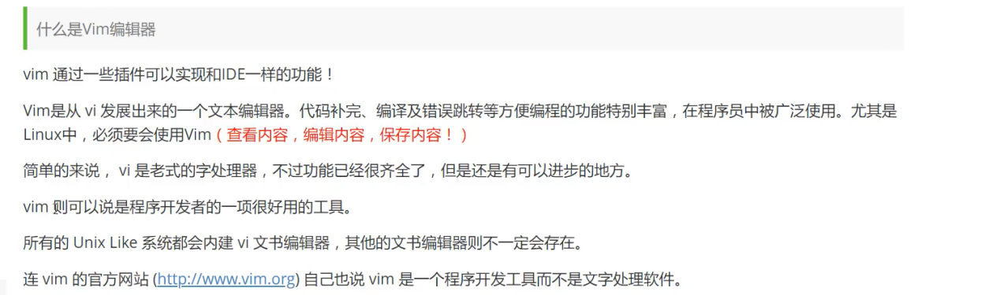 什么是Vim编辑器
vim 通过一些插件可以实现和IDE一样的功能！
Vim是从 vi 发展出来的一个文本编辑器。代码补完、编译及错误跳转等方便编程的功能特别丰富，在程序员中被广泛使用。尤其是
Linux中，必须要会使用Vim（查看内容，编辑内容，保存内容！）
简单的来说， vi 是老式的字处理器，不过功能已经很齐全了，但是还是有可以进步的地方。
vim 则可以说是程序开发者的一项很好用的工具。
所有的 Unix Like 系统都会内建 vi 文书编辑器，其他的文书编辑器则不一定会存在。
连 vim 的官方网站 (http://www.vim.org) 自己也说 vim 是一个程序开发工具而不是文字处理软件。